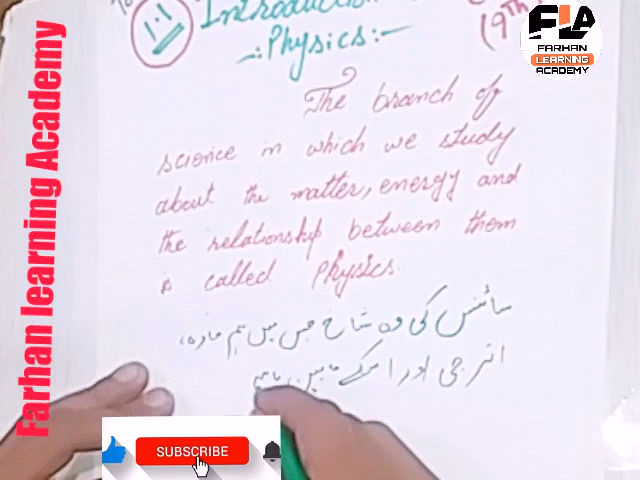 1.1
Introduction
-:Physics:-
(9th
FLA
FARHAN
LEARNING
ACADEMY
Farhan learning Academy
The branch of
science in which we study
about the matter, energy and
the relationship between them
is called Physics.
سائنس کی وہ شاخ جس میں ہم مادہ،
انرجی اور اسکے مابین
SUBSCRIBE